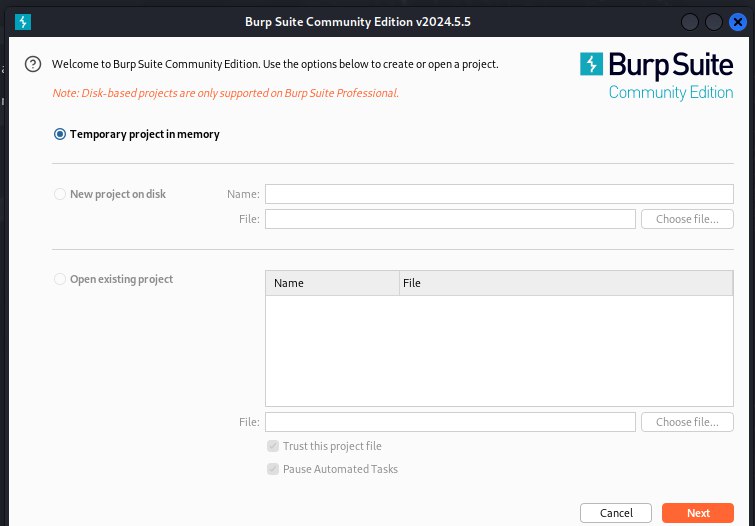 Burp Suite Community Edition v2024.5.5
Welcome to Burp Suite Community Edition. Use the options below to create or open a project.
Burp Suite
Note: Disk-based projects are only supported on Burp Suite Professional.
Community Edition
Temporary project in memory
New project on disk
Name:
File:
Choose file...
Open existing project
Name
File
File:
Choose file...
Trust this project file
Pause Automated Tasks
Cancel
Next